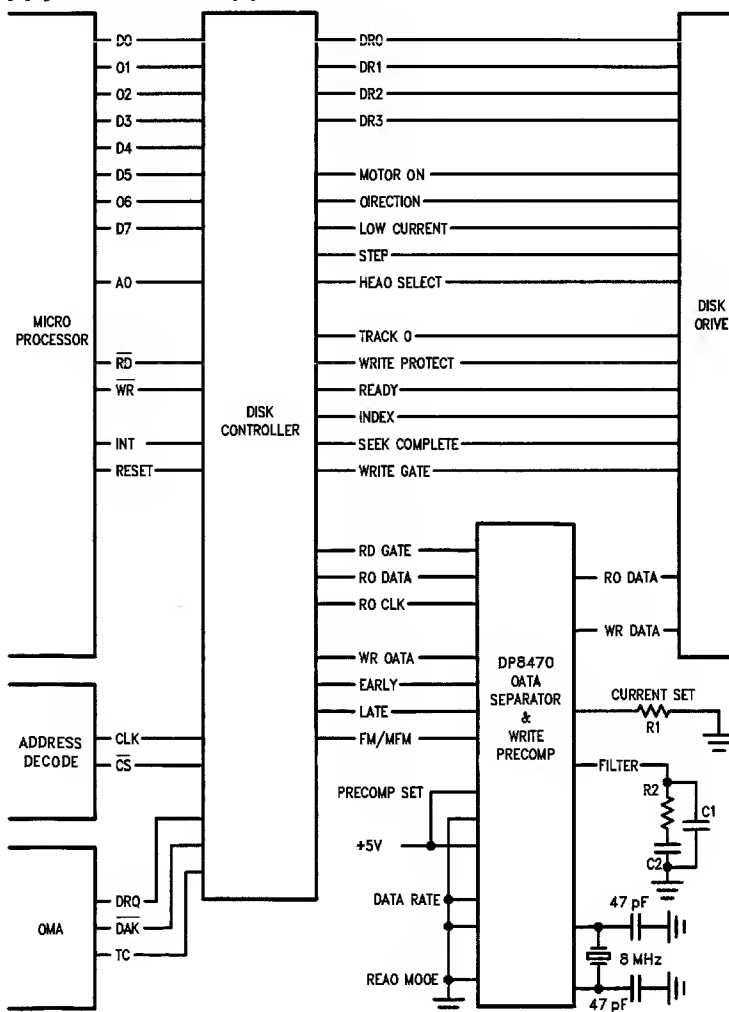 D0
O1
O2
D3
D4
D5
O6
D7
A0
MICRO
PROCESSOR
RD
WR
INT
RESET
DISK
CONTROLLER
DR0
DR1
DR2
DR3
MOTOR ON
OIRECTION
LOW CURRENT
STEP
HEAO SELECT
TRACK 0
WRITE PROTECT
READY
INDEX
SEEK COMPLETE
WRITE GATE
DISK
ORIVE
RD GATE
RO DATA
RO CLK
WR OATA
EARLY
LATE
FM/MFM
DP8470
OATA
SEPARATOR
&
WRITE
PRECOMP
RO DATA
WR DATA
CURRENT SET
R1
FILTER
R2
C1
C2
ADDRESS
DECODE
CLK
CS
PRECOMP SET
+5V
DATA RATE
REAO MOOE
OMA
DRQ
DAK
TC
47 pF
8 MHz
47 pF